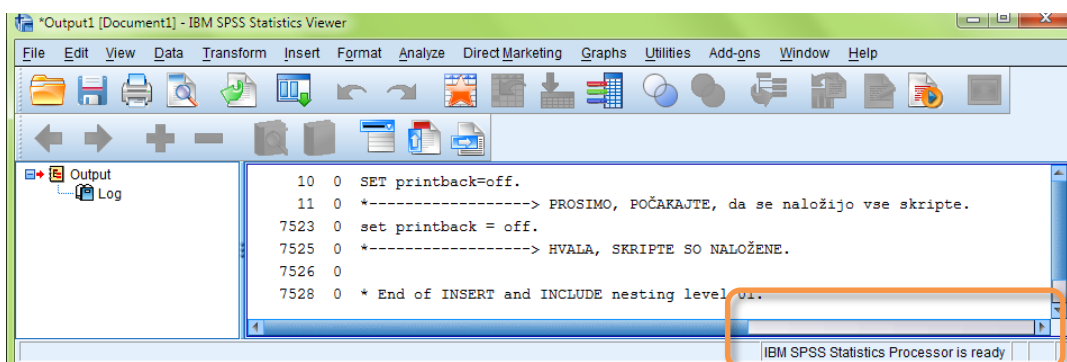 *Output1 [Document1] - IBM SPSS Statistics Viewer
File Edit View Data Transform Insert Format Analyze Direct Marketing Graphs Utilities Add-ons Window Help
Output
Log
10 0 SET printback=off.
11 0 *------------------> PROSIMO, POČAKAJTE, da se naložijo vse skripte.
7523 0 set printback = off.
7525 0 *------------------> HVALA, SKRIPTE SO NALOŽENE.
7526 0
7528 0 * End of INSERT and INCLUDE nesting level 01.
IBM SPSS Statistics Processor is ready